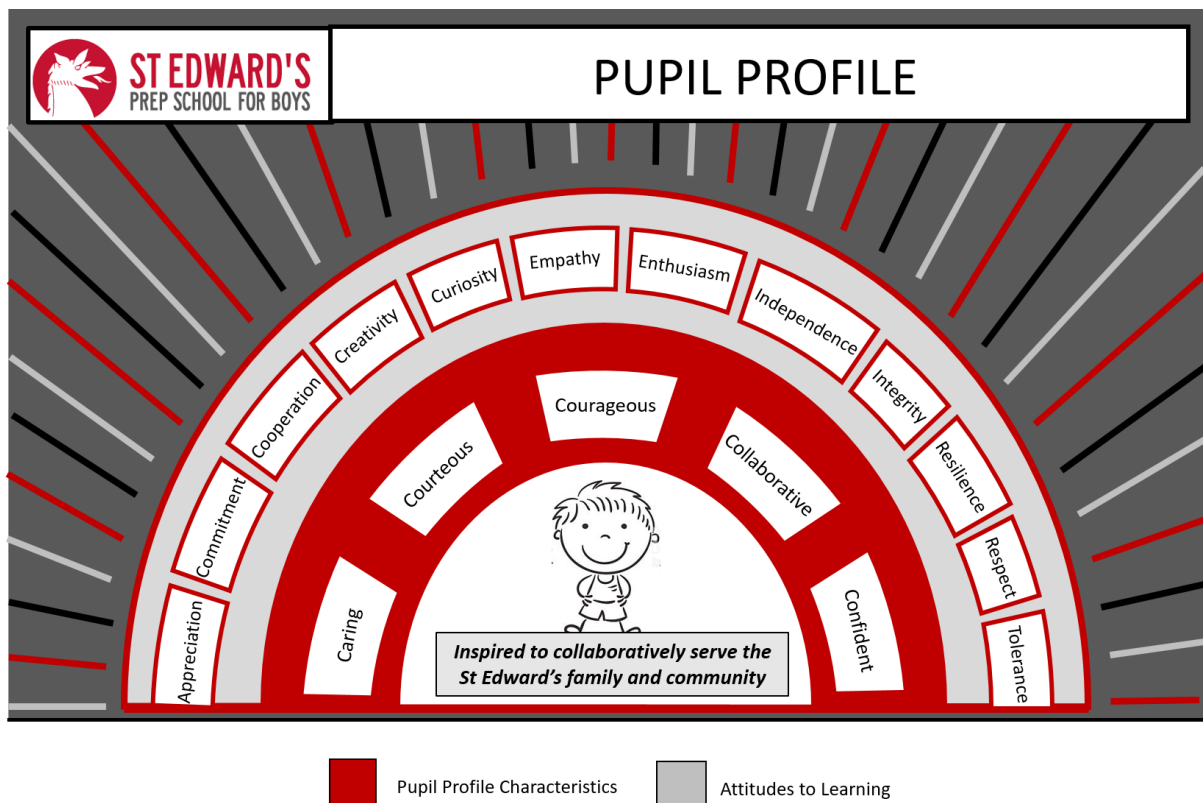 ST EDWARD'S
PREP SCHOOL FOR BOYS
PUPIL PROFILE
Appreciation
Commitment
Cooperation
Creativity
Curiosity
Empathy
Enthusiasm
Independence
Integrity
Resilience
Respect
Tolerance
Caring
Courteous
Courageous
Collaborative
Confident
Inspired to collaboratively serve the
St Edward’s family and community
Pupil Profile Characteristics
Attitudes to Learning